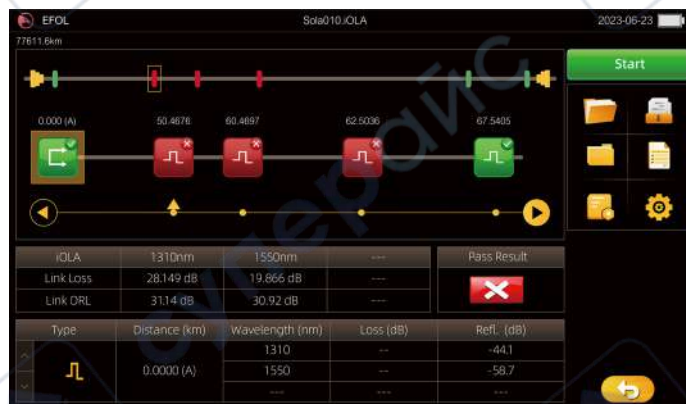 EFOL Sola010.iOLA 2023-06-23
77611.6km
Start
0.000 (A) 50.4676 60.4697 62.5036 67.5405
iOLA 1310nm 1550nm --- Pass Result
Link Loss 28.149 dB 19.866 dB ---
Link ORL 31.14 dB 30.92 dB ---
Type Distance (km) Wavelength (nm) Loss (dB) Refl. (dB)
1310 -- -44.1
0.0000 (A) 1550 -- -58.7
--- --- ---
супервайс